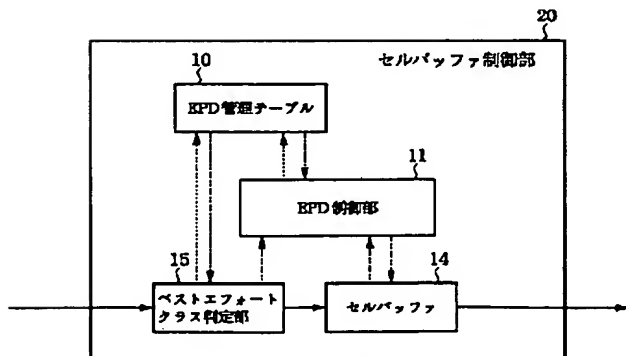 20
セルバッファ制御部
10
EPD管理テーブル
11
EPD制御部
15
ベストエフォート
クラス判定部
14
セルバッファ